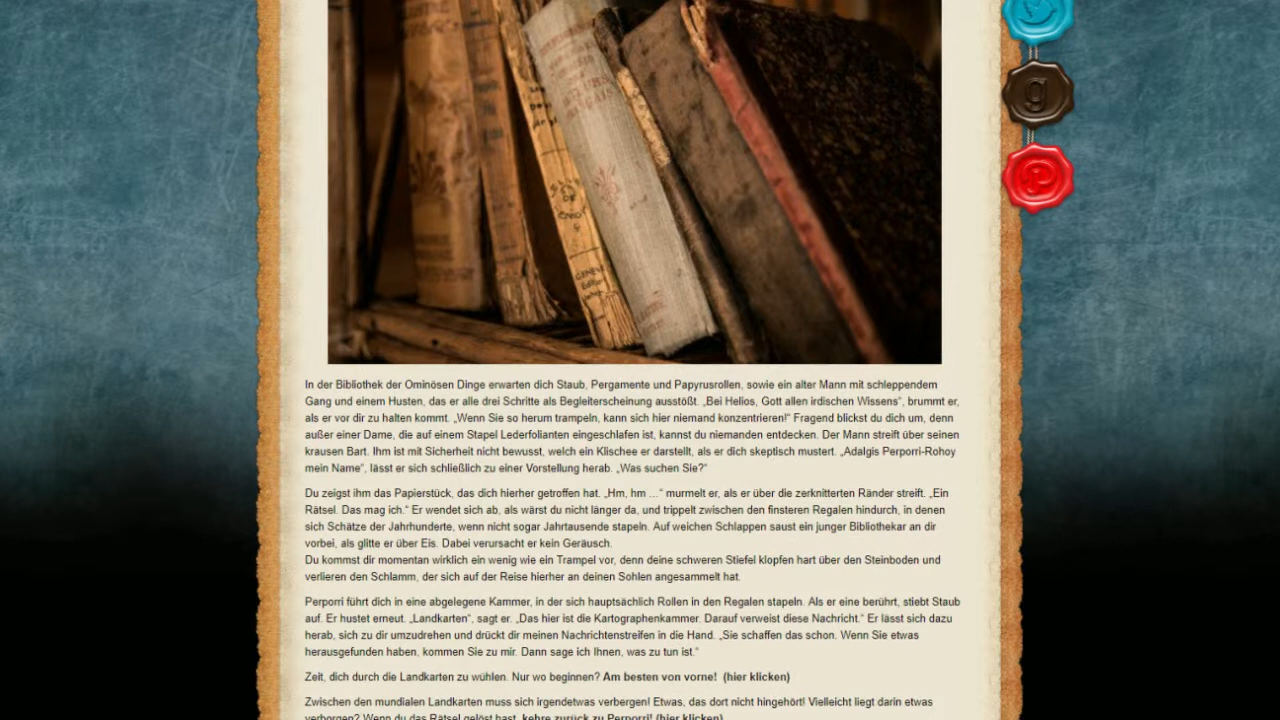 GENEVE
g
In der Bibliothek der Ominösen Dinge erwarten dich Staub, Pergamente und Papyrusrollen, sowie ein alter Mann mit schleppendem
Gang und einem Husten, das er alle drei Schritte als Begleiterscheinung ausstößt. „Bei Helios, Gott allen irdischen Wissens“, brummt er,
als er vor dir zu halten kommt. „Wenn Sie so herum trampeln, kann sich hier niemand konzentrieren!“ Fragend blickst du dich um, denn
außer einer Dame, die auf einem Stapel Lederfolianten eingeschlafen ist, kannst du niemanden entdecken. Der Mann streift über seinen
krausen Bart. Ihm ist mit Sicherheit nicht bewusst, welch ein Klischee er darstellt, als er dich skeptisch mustert. „Adalgis Perporri-Rohoy
mein Name“, lässt er sich schließlich zu einer Vorstellung herab. „Was suchen Sie?“
Du zeigst ihm das Papierstück, das dich hierher getroffen hat. „Hm, hm ...“ murmelt er, als er über die zerknitterten Ränder streift. „Ein
Rätsel. Das mag ich.“ Er wendet sich ab, als wärst du nicht länger da, und trippelt zwischen den finsteren Regalen hindurch, in denen
sich Schätze der Jahrhunderte, wenn nicht sogar Jahrtausende stapeln. Auf weichen Schlappen saust ein junger Bibliothekar an dir
vorbei, als glitte er über Eis. Dabei verursacht er kein Geräusch.
Du kommst dir momentan wirklich ein wenig wie ein Trampel vor, denn deine schweren Stiefel klopfen hart über den Steinboden und
verlieren den Schlamm, der sich auf der Reise hierher an deinen Sohlen angesammelt hat.
Perporri führt dich in eine abgelegene Kammer, in der sich hauptsächlich Rollen in den Regalen stapeln. Als er eine berührt, stiebt Staub
auf. Er hustet erneut. „Landkarten“, sagt er. „Das hier ist die Kartographenkammer. Darauf verweist diese Nachricht.“ Er lässt sich dazu
herab, sich zu dir umzudrehen und drückt dir meinen Nachrichtenstreifen in die Hand. „Sie schaffen das schon. Wenn Sie etwas
herausgefunden haben, kommen Sie zu mir. Dann sage ich Ihnen, was zu tun ist.“
Zeit, dich durch die Landkarten zu wühlen. Nur wo beginnen? Am besten von vorne! (hier klicken)
Zwischen den mundialen Landkarten muss sich irgendetwas verbergen! Etwas, das dort nicht hingehört! Vielleicht liegt darin etwas
verborgen? Wenn du das Rätsel gelöst hast, kehre zurück zu Perporri! (hier klicken)